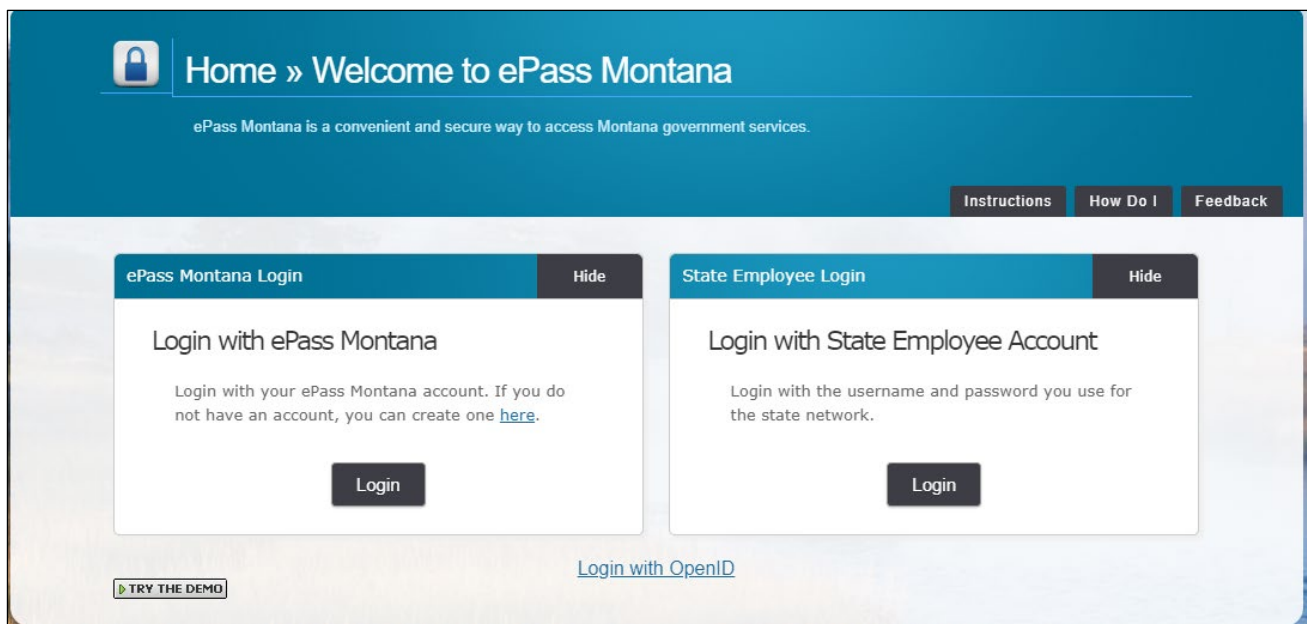 Home » Welcome to ePass Montana
ePass Montana is a convenient and secure way to access Montana government services.
Instructions
How Do I
Feedback
ePass Montana Login
Hide
Login with ePass Montana
Login with your ePass Montana account. If you do
not have an account, you can create one here.
Login
State Employee Login
Hide
Login with State Employee Account
Login with the username and password you use for
the state network.
Login
Login with OpenID
TRY THE DEMO